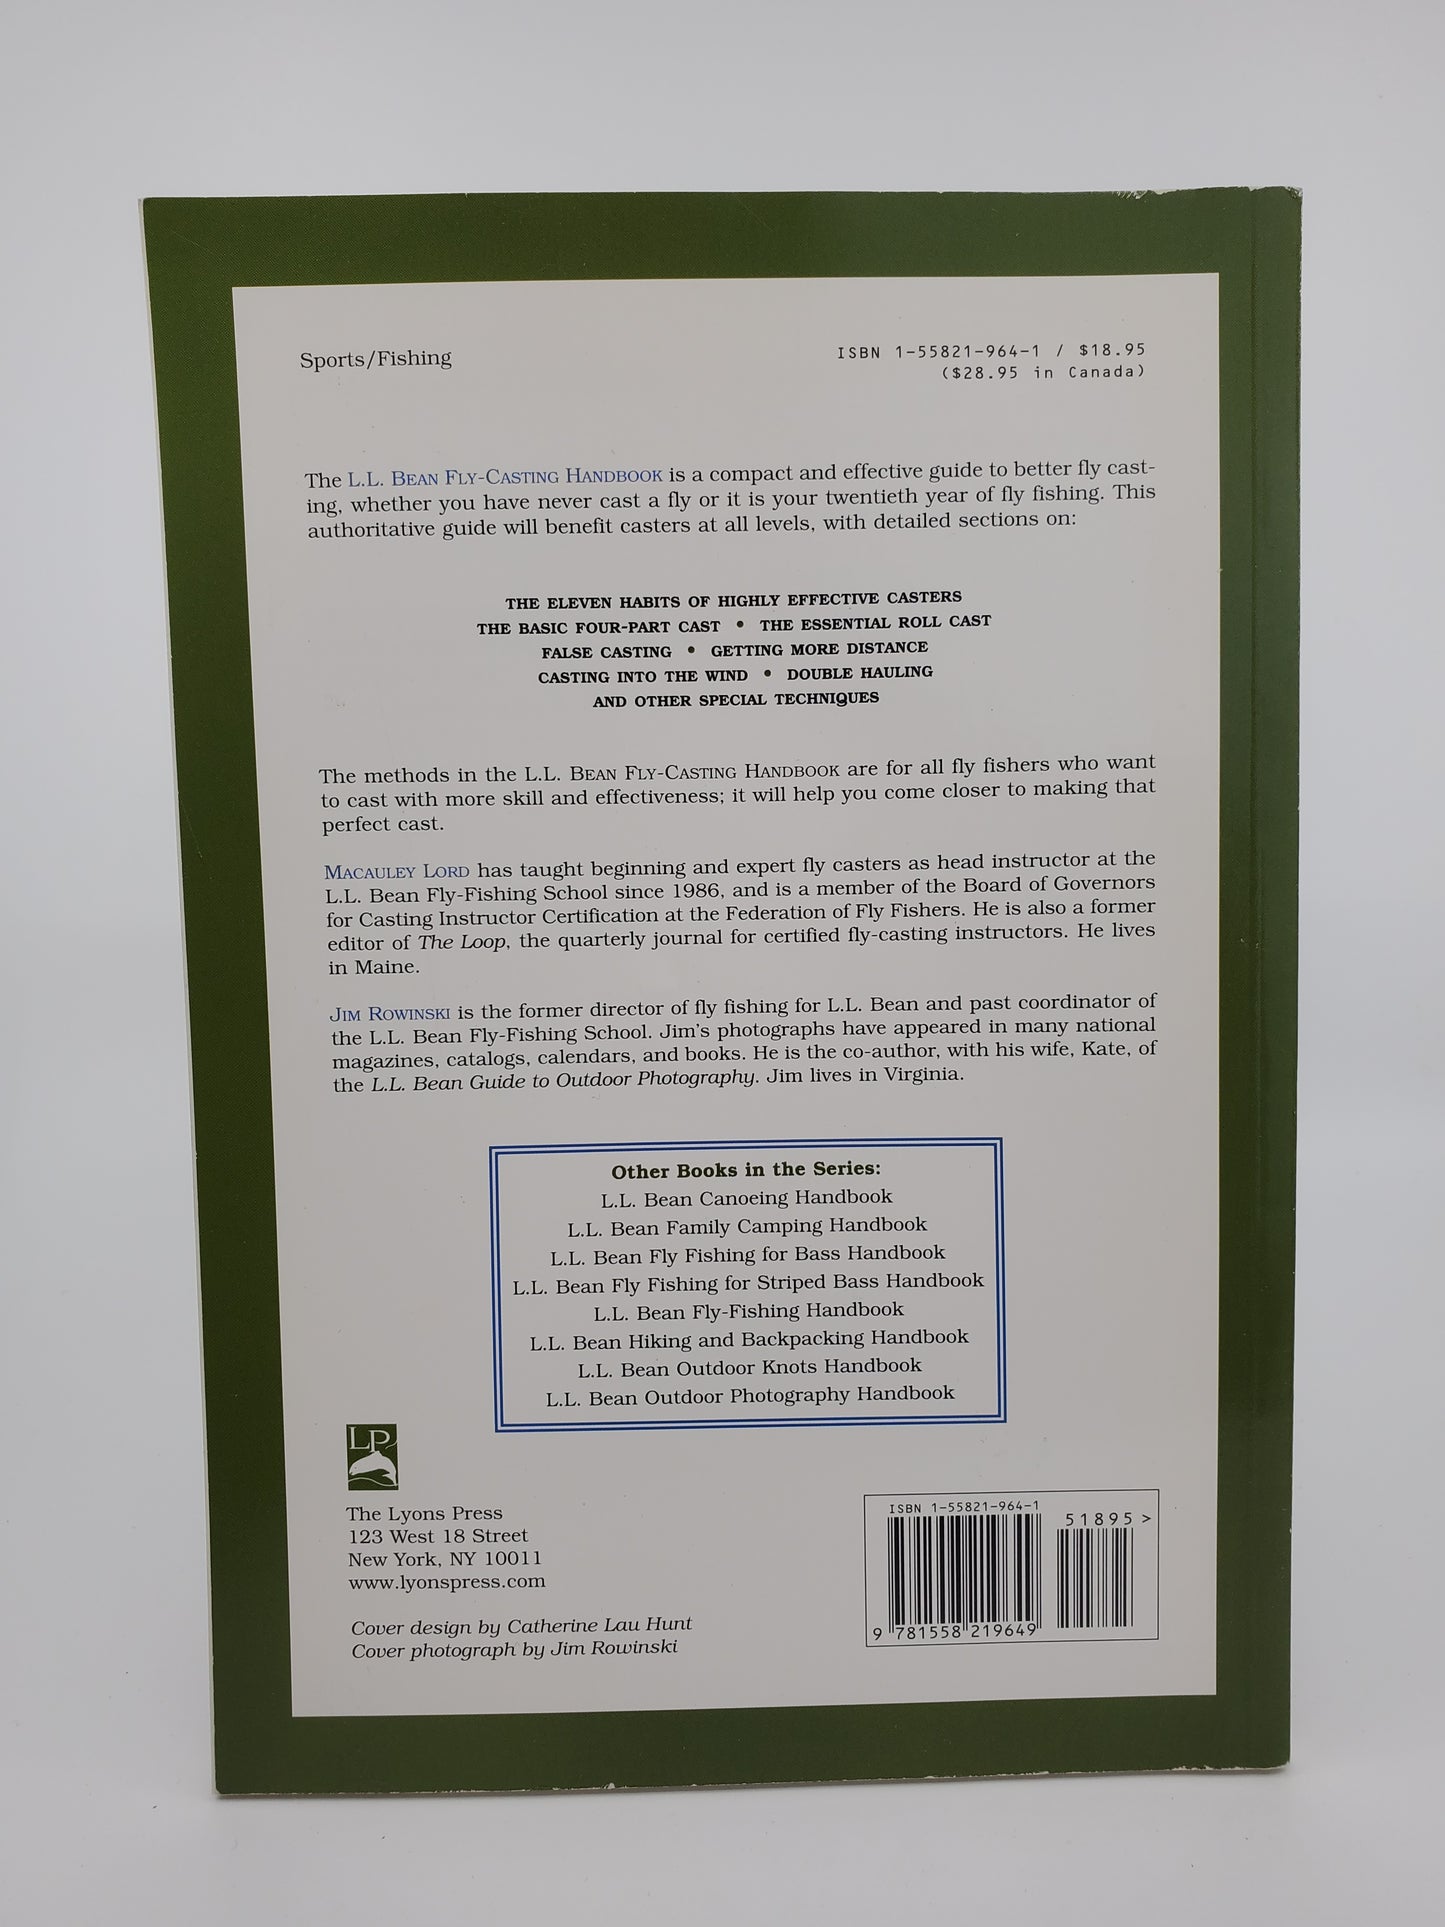 Sports/Fishing
ISBN 1-55821-964-1 / $18.95
($28.95 in Canada)
The L.L. BEAN FLY-CASTING HANDBOOK is a compact and effective guide to better fly cast-
ing, whether you have never cast a fly or it is your twentieth year of fly fishing. This
authoritative guide will benefit casters at all levels, with detailed sections on:
THE ELEVEN HABITS OF HIGHLY EFFECTIVE CASTERS
THE BASIC FOUR-PART CAST • THE ESSENTIAL ROLL CAST
FALSE CASTING • GETTING MORE DISTANCE
CASTING INTO THE WIND • DOUBLE HAULING
AND OTHER SPECIAL TECHNIQUES
The methods in the L.L. BEAN FLY-CASTING HANDBOOK are for all fly fishers who want
to cast with more skill and effectiveness; it will help you come closer to making that
perfect cast.
MACAULEY LORD has taught beginning and expert fly casters as head instructor at the
L.L. Bean Fly-Fishing School since 1986, and is a member of the Board of Governors
for Casting Instructor Certification at the Federation of Fly Fishers. He is also a former
editor of The Loop, the quarterly journal for certified fly-casting instructors. He lives
in Maine.
JIM ROWINSKI is the former director of fly fishing for L.L. Bean and past coordinator of
the L.L. Bean Fly-Fishing School. Jim's photographs have appeared in many national
magazines, catalogs, calendars, and books. He is the co-author, with his wife, Kate, of
the L.L. Bean Guide to Outdoor Photography. Jim lives in Virginia.
Other Books in the Series:
L.L. Bean Canoeing Handbook
L.L. Bean Family Camping Handbook
L.L. Bean Fly Fishing for Bass Handbook
L.L. Bean Fly Fishing for Striped Bass Handbook
L.L. Bean Fly-Fishing Handbook
L.L. Bean Hiking and Backpacking Handbook
L.L. Bean Outdoor Knots Handbook
L.L. Bean Outdoor Photography Handbook
LP
The Lyons Press
123 West 18 Street
New York, NY 10011
www.lyonspress.com
Cover design by Catherine Lau Hunt
Cover photograph by Jim Rowinski
ISBN 1-55821-964-1
51895 >
9 781558 219649